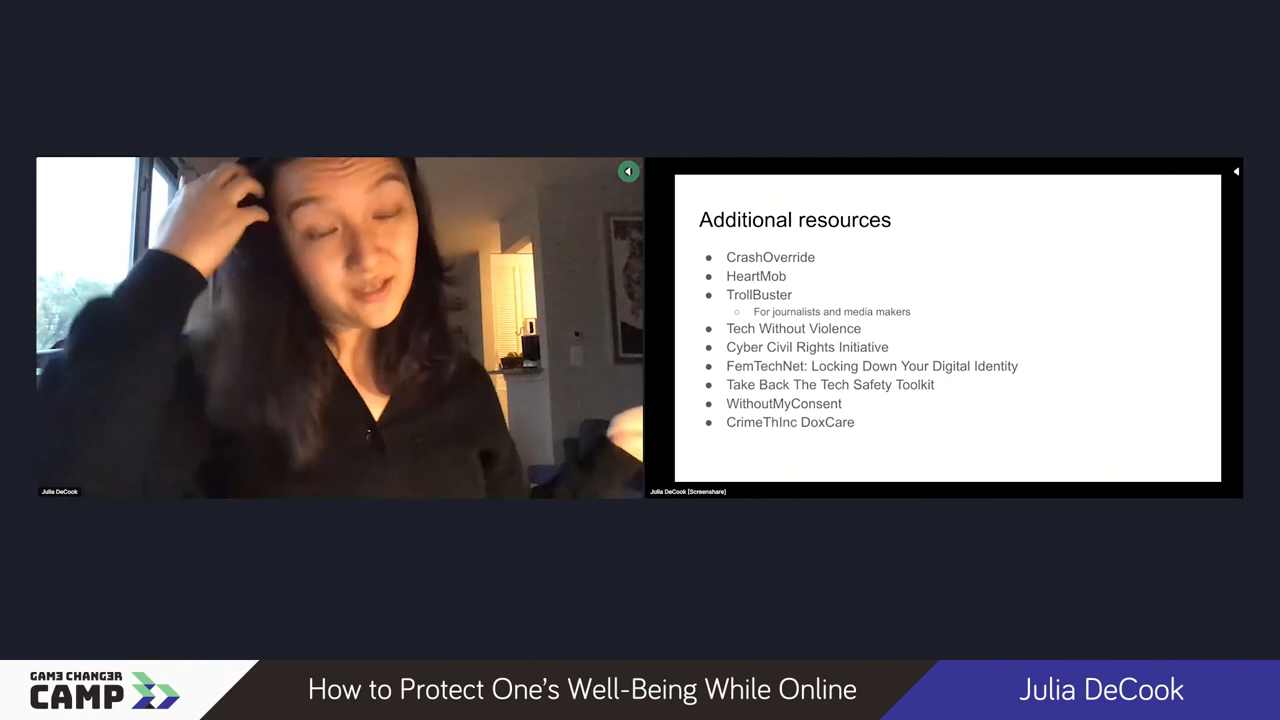 Additional resources
● CrashOverride
● HeartMob
● TrollBuster
○ For journalists and media makers
● Tech Without Violence
● Cyber Civil Rights Initiative
● FemTechNet: Locking Down Your Digital Identity
● Take Back The Tech Safety Toolkit
● WithoutMyConsent
● CrimeThInc DoxCare
Julia DeCook
Julia DeCook (Screenshare)
GAM3 CHANG3R
CAMP
How to Protect One's Well-Being While Online
Julia DeCook